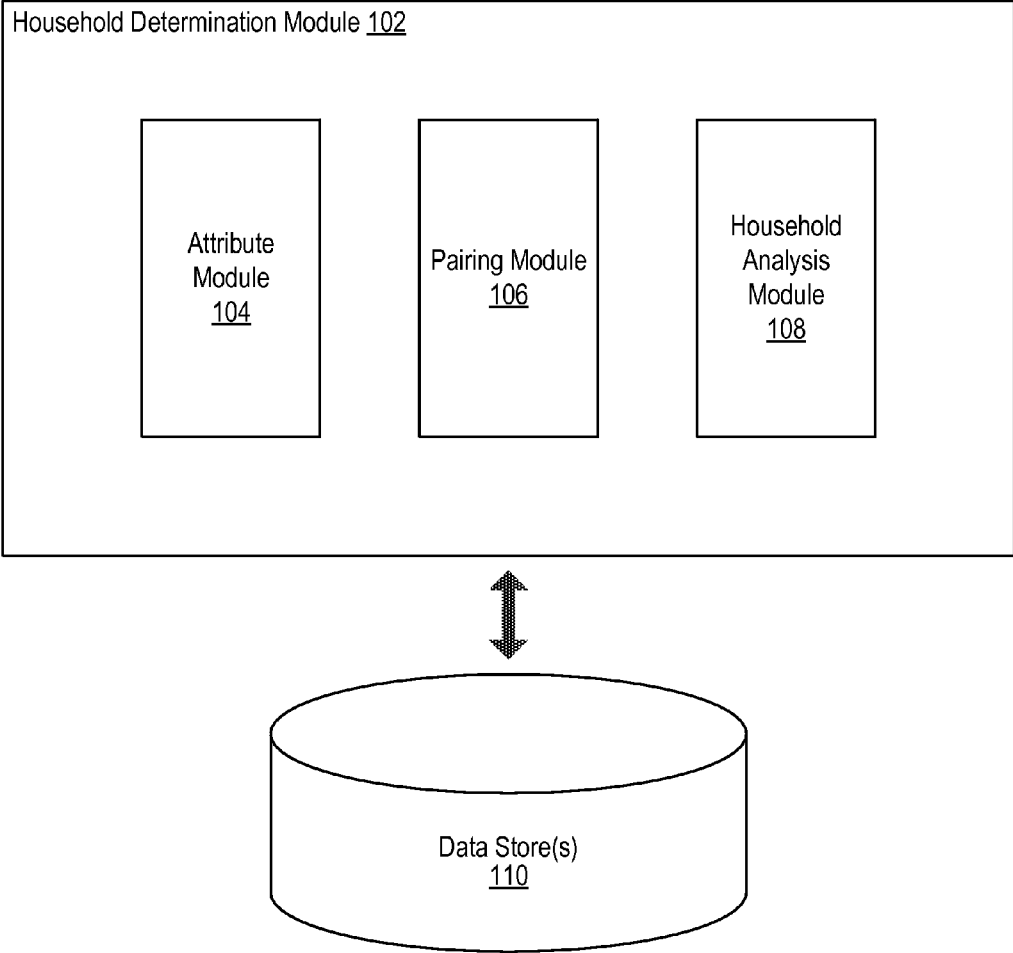 Household Determination Module 102
Attribute
Module
104
Pairing Module
106
Household
Analysis
Module
108
Data Store(s)
110